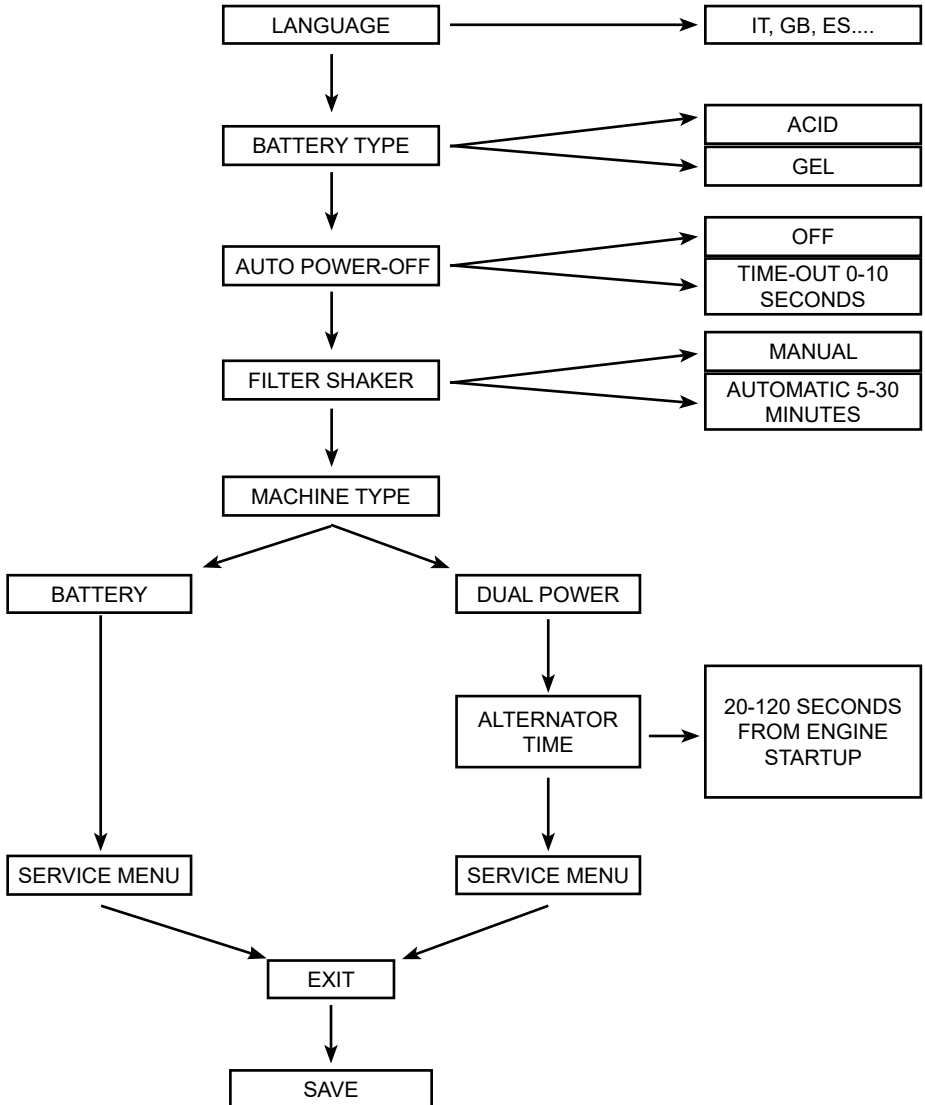 LANGUAGE
IT, GB, ES....
BATTERY TYPE
ACID
GEL
AUTO POWER-OFF
OFF
TIME-OUT 0-10
SECONDS
FILTER SHAKER
MANUAL
AUTOMATIC 5-30
MINUTES
MACHINE TYPE
BATTERY
DUAL POWER
ALTERNATOR
TIME
20-120 SECONDS
FROM ENGINE
STARTUP
SERVICE MENU
SERVICE MENU
EXIT
SAVE